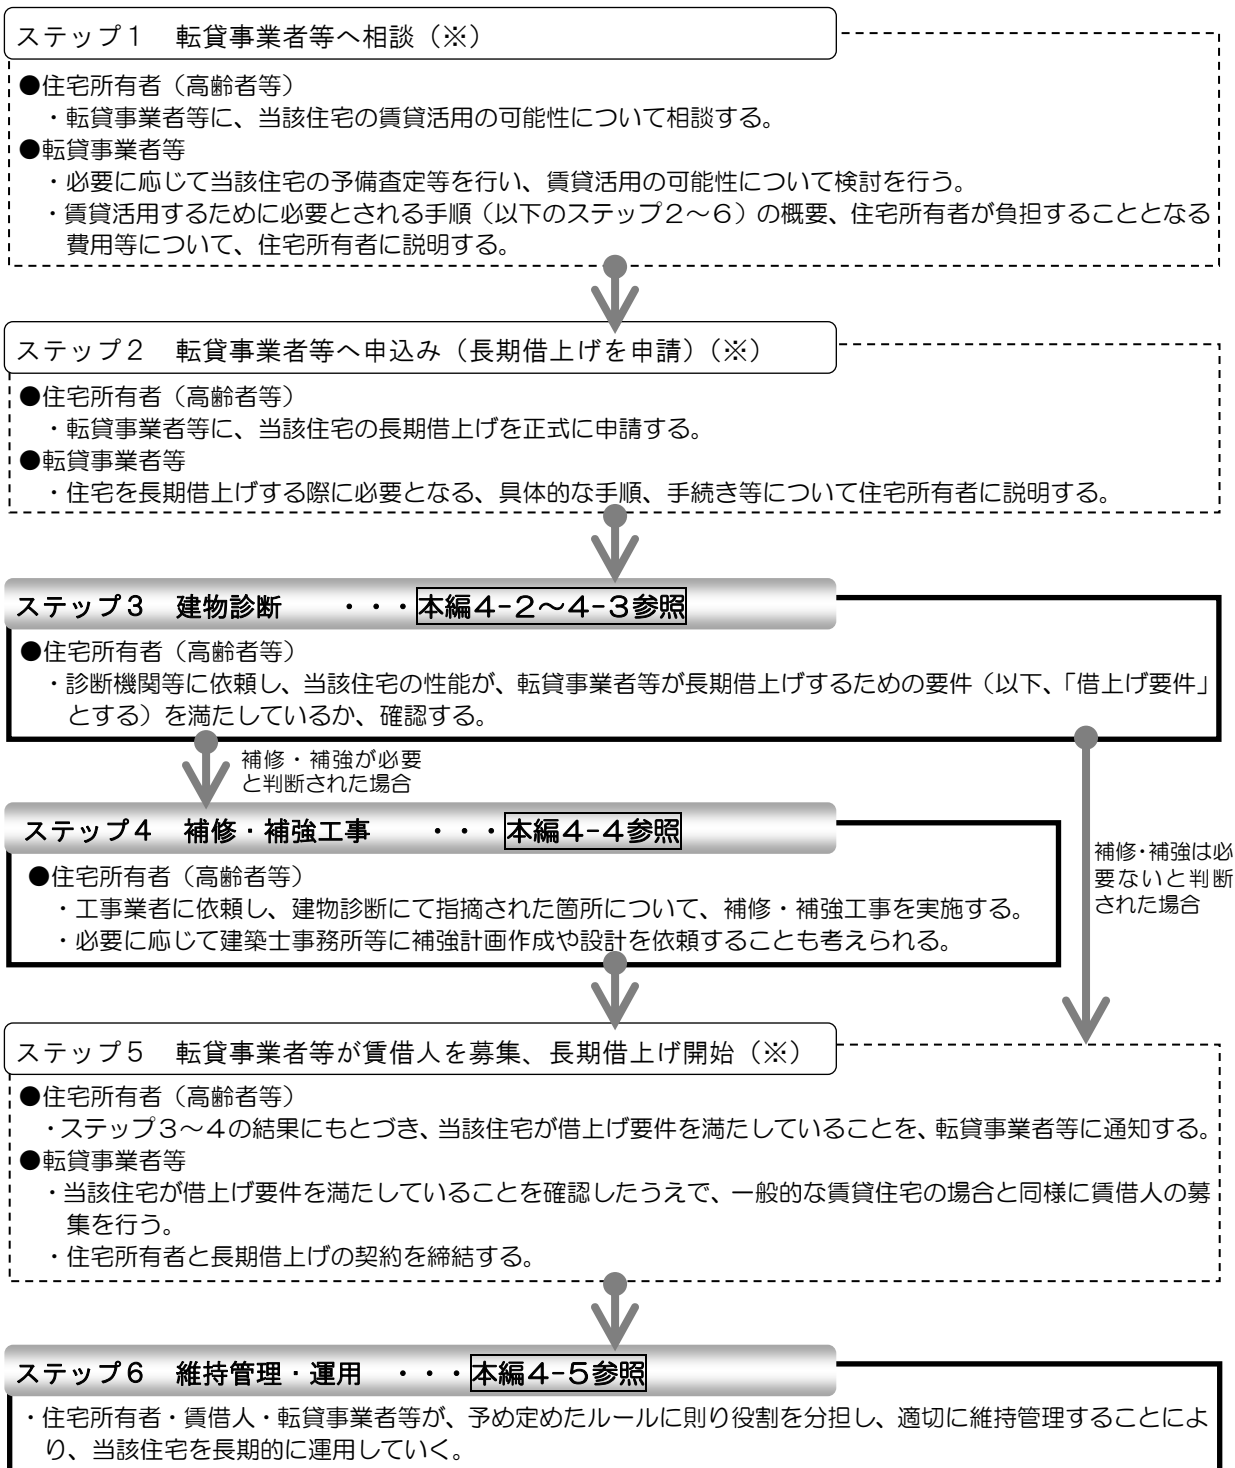 ステップ１　転貸事業者等へ相談（※）
●住宅所有者（高齢者等）
・転貸事業者等に、当該住宅の賃貸活用の可能性について相談する。
●転貸事業者等
・必要に応じて当該住宅の予備査定等を行い、賃貸活用の可能性について検討を行う。
・賃貸活用するために必要とされる手順（以下のステップ２～６）の概要、住宅所有者が負担することとなる
費用等について、住宅所有者に説明する。
ステップ２　転貸事業者等へ申込み（長期借上げを申請）（※）
●住宅所有者（高齢者等）
・転貸事業者等に、当該住宅の長期借上げを正式に申請する。
●転貸事業者等
・住宅を長期借上げする際に必要となる、具体的な手順、手続き等について住宅所有者に説明する。
ステップ３　建物診断　　・・・本編４-２～４-３参照
●住宅所有者（高齢者等）
・診断機関等に依頼し、当該住宅の性能が、転貸事業者等が長期借上げするための要件（以下、「借上げ要件」
とする）を満たしているか、確認する。
補修・補強が必要
と判断された場合
ステップ４　補修・補強工事　　・・・本編４-４参照
●住宅所有者（高齢者等）
・工事業者に依頼し、建物診断にて指摘された箇所について、補修・補強工事を実施する。
・必要に応じて建築士事務所等に補強計画作成や設計を依頼することも考えられる。
補修・補強は必
要ないと判断
された場合
ステップ５　転貸事業者等が賃借人を募集、長期借上げ開始（※）
●住宅所有者（高齢者等）
・ステップ３～４の結果にもとづき、当該住宅が借上げ要件を満たしていることを、転貸事業者等に通知する。
●転貸事業者等
・当該住宅が借上げ要件を満たしていることを確認したうえで、一般的な賃貸住宅の場合と同様に賃借人の募
集を行う。
・住宅所有者と長期借上げの契約を締結する。
ステップ６　維持管理・運用　・・・本編４-５参照
・住宅所有者・賃借人・転貸事業者等が、予め定めたルールに則り役割を分担し、適切に維持管理することによ
り、当該住宅を長期的に運用していく。